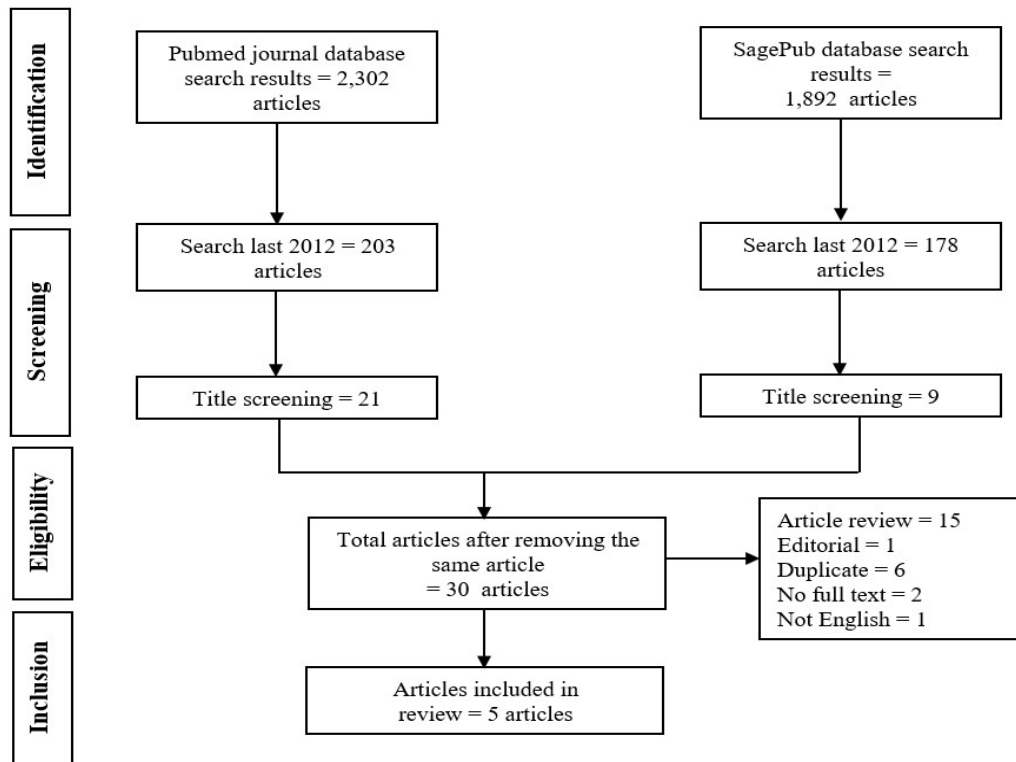 Identification
Pubmed journal database
search results = 2,302
articles
SagePub database search
results =
1,892 articles
Screening
Search last 2012 = 203
articles
Search last 2012 = 178
articles
Title screening = 21
Title screening = 9
Eligibility
Total articles after removing the
same article
= 30 articles
Article review = 15
Editorial = 1
Duplicate = 6
No full text = 2
Not English = 1
Inclusion
Articles included in
review = 5 articles